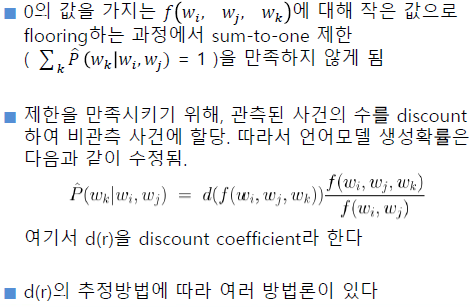 ■ 0의 값을 가지는 f(wᵢ, wⱼ, wₖ)에 대해 작은 값으로
flooring하는 과정에서 sum-to-one 제한
( ∑ₖ P̂ (wₖ|wᵢ,wⱼ) = 1 )을 만족하지 않게 됨
■ 제한을 만족시키기 위해, 관측된 사건의 수를 discount
하여 비관측 사건에 할당. 따라서 언어모델 생성확률은
다음과 같이 수정됨.
P̂(wₖ|wᵢ, wⱼ) = d(f(wᵢ, wⱼ, wₖ)) f(wᵢ, wⱼ, wₖ) / f(wᵢ, wⱼ)
여기서 d(r)을 discount coefficient라 한다
■ d(r)의 추정방법에 따라 여러 방법론이 있다